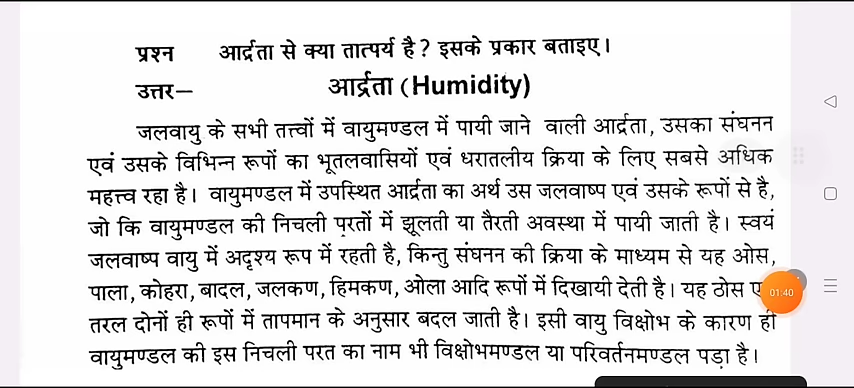 प्रश्न आर्द्रता से क्या तात्पर्य है? इसके प्रकार बताइए।
उत्तर— आर्द्रता (Humidity)
जलवायु के सभी तत्त्वों में वायुमण्डल में पायी जाने वाली आर्द्रता, उसका संघनन
एवं उसके विभिन्न रूपों का भूतलवासियों एवं धरातलीय क्रिया के लिए सबसे अधिक
महत्त्व रहा है। वायुमण्डल में उपस्थित आर्द्रता का अर्थ उस जलवाष्प एवं उसके रूपों से है,
जो कि वायुमण्डल की निचली परतों में झूलती या तैरती अवस्था में पायी जाती है। स्वयं
जलवाष्प वायु में अदृश्य रूप में रहती है, किन्तु संघनन की क्रिया के माध्यम से यह ओस,
पाला, कोहरा, बादल, जलकण, हिमकण, ओला आदि रूपों में दिखायी देती है। यह ठोस
01:40
तरल दोनों ही रूपों में तापमान के अनुसार बदल जाती है। इसी वायु विक्षोभ के कारण ही
वायुमण्डल की इस निचली परत का नाम भी विक्षोभमण्डल या परिवर्तनमण्डल पड़ा है।